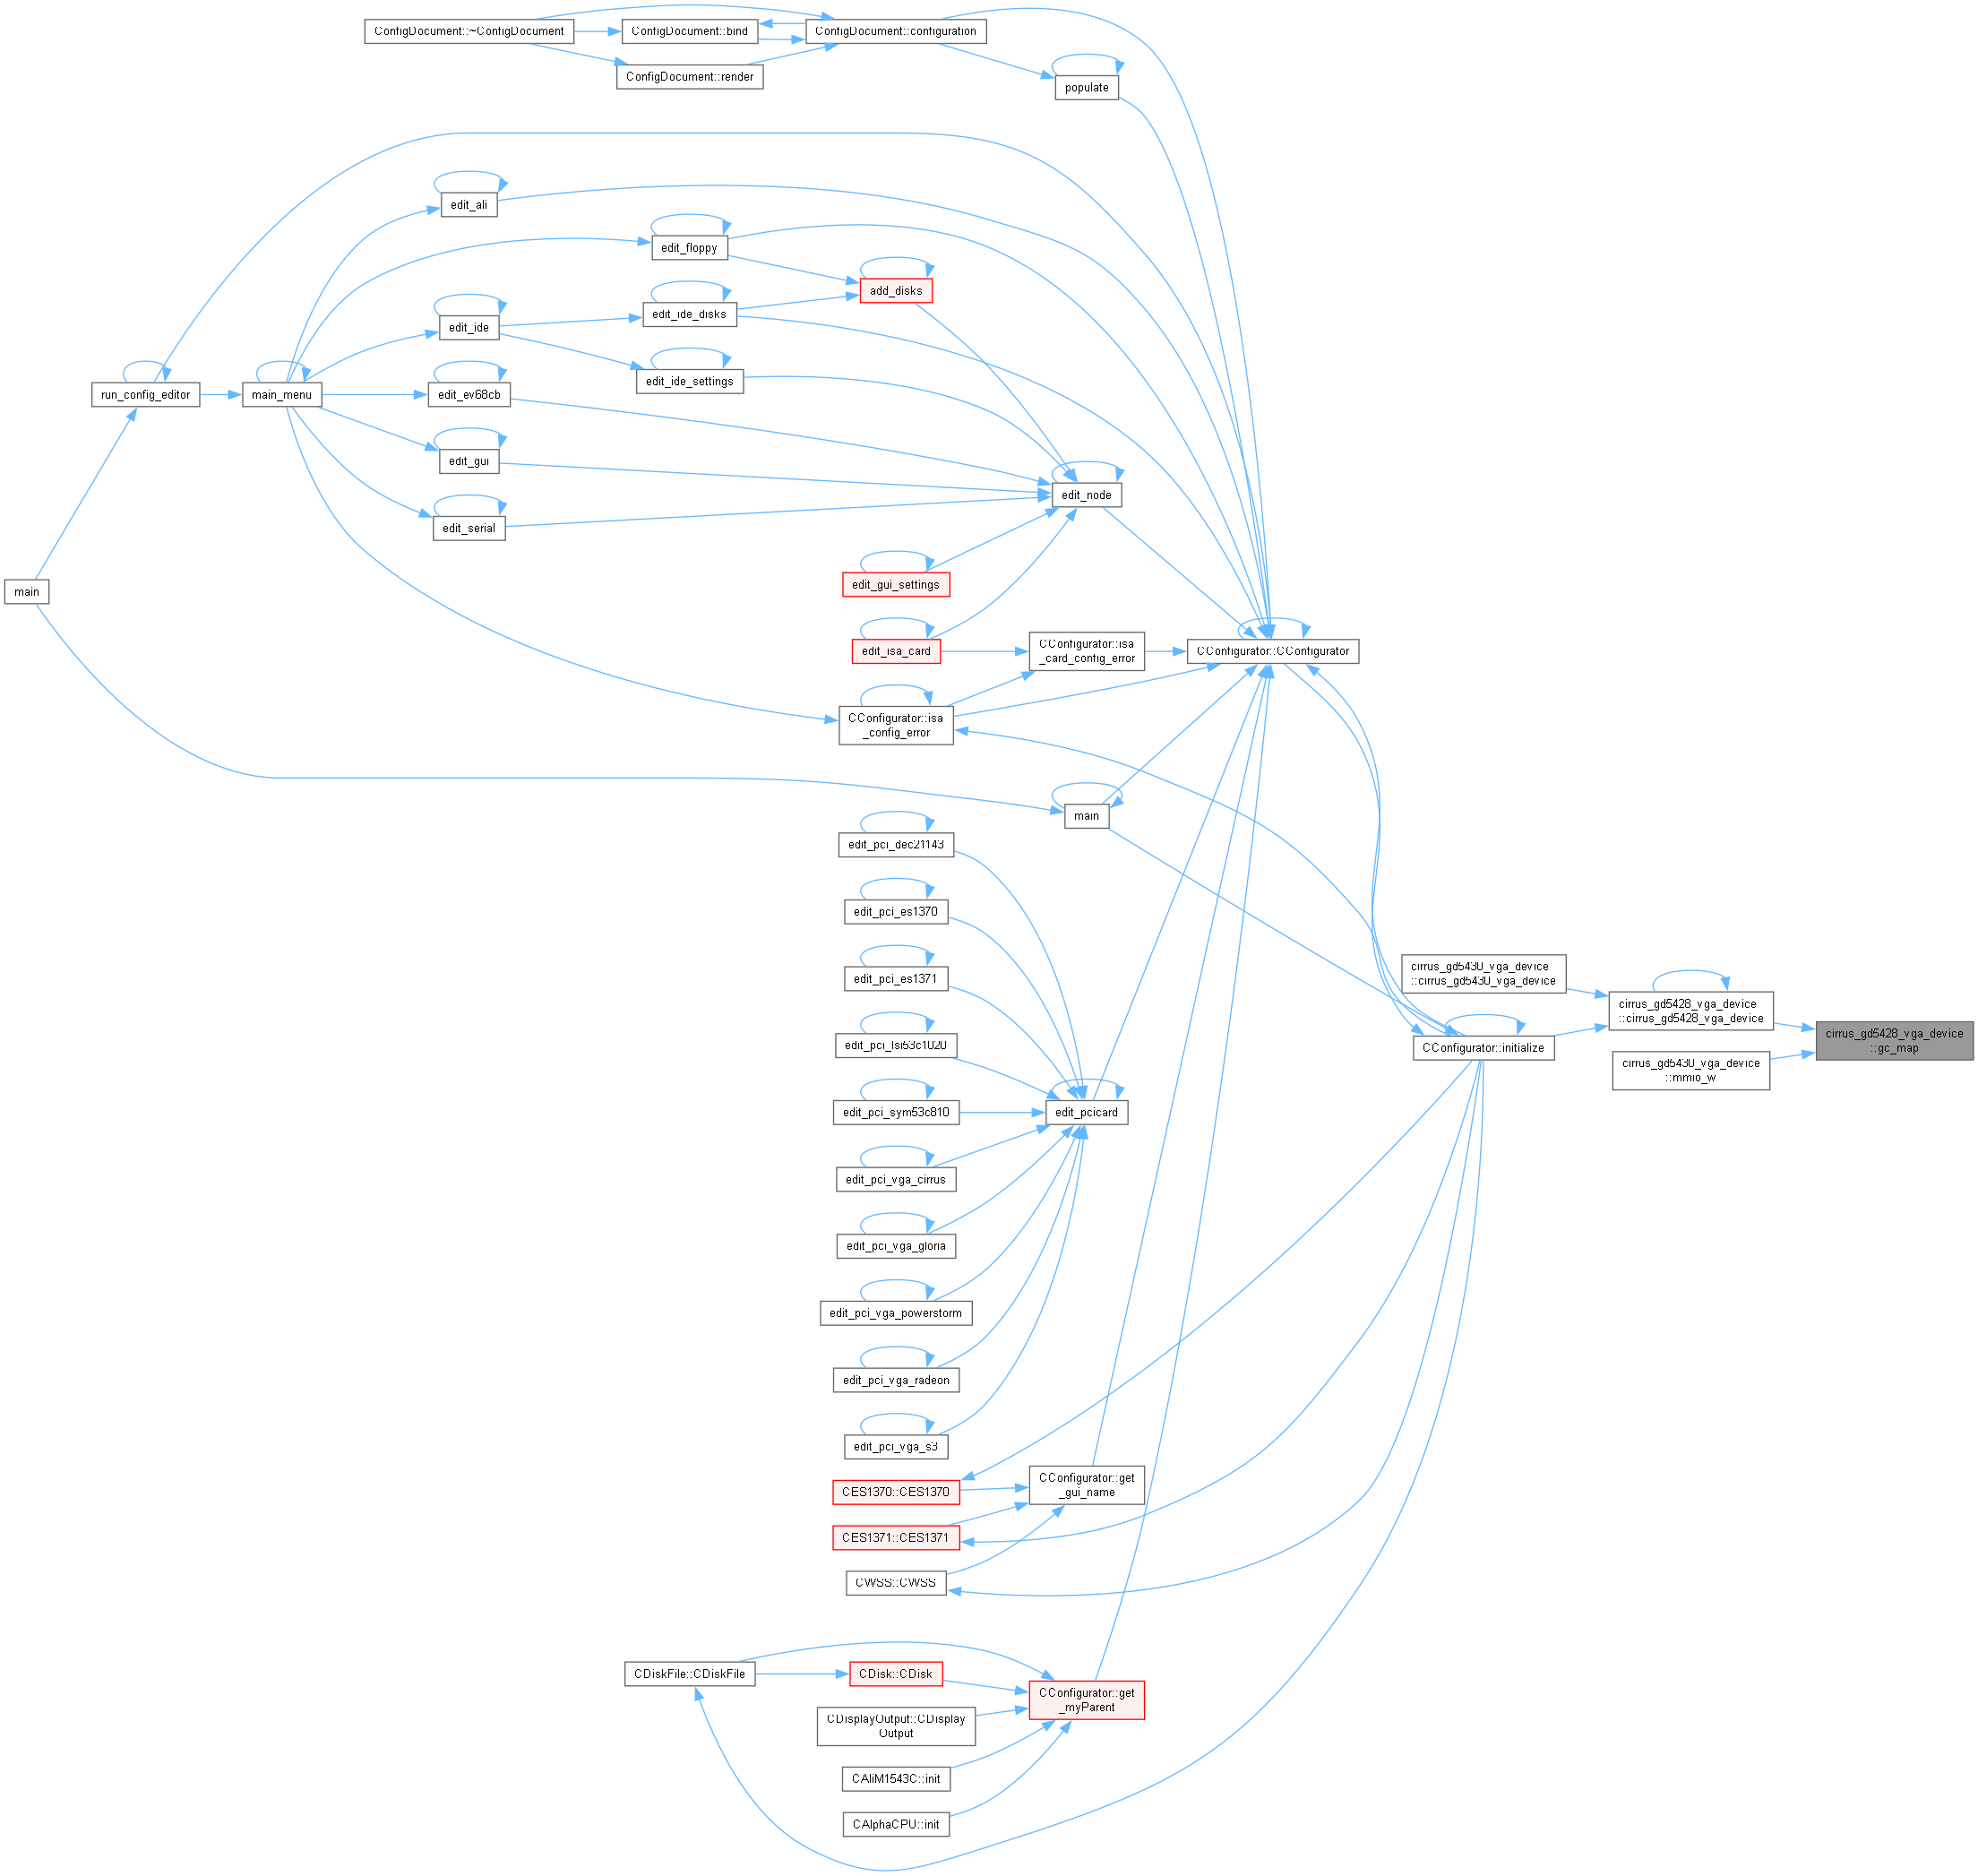 ConfigDocument::~ConfigDocument
ConfigDocument::bind
ConfigDocument::configuration
ConfigDocument::render
populate
edit_ali
edit_floppy
add_disks
edit_ide
edit_ide_disks
edit_ide_settings
run_config_editor
main_menu
edit_ev68cb
edit_gui
edit_node
edit_serial
edit_gui_settings
main
edit_isa_card
CConfigurator::isa
_card_config_error
CConfigurator::CConfigurator
CConfigurator::isa
_config_error
main
edit_pci_dec21143
edit_pci_es1370
edit_pci_es1371
edit_pci_lsi53c1020
edit_pci_sym53c810
edit_pcicard
edit_pci_vga_cirrus
edit_pci_vga_gloria
edit_pci_vga_powerstorm
edit_pci_vga_radeon
edit_pci_vga_s3
cirrus_gd5430_vga_device
::cirrus_gd5430_vga_device
cirrus_gd5428_vga_device
::cirrus_gd5428_vga_device
cirrus_gd5428_vga_device
::gc_map
CConfigurator::initialize
cirrus_gd5430_vga_device
::mmio_w
CES1370::CES1370
CConfigurator::get
_gui_name
CES1371::CES1371
CWSS::CWSS
CDiskFile::CDiskFile
CDisk::CDisk
CConfigurator::get
_myParent
CDisplayOutput::CDisplay
Output
CAliM1543C::init
CAlphaCPU::init